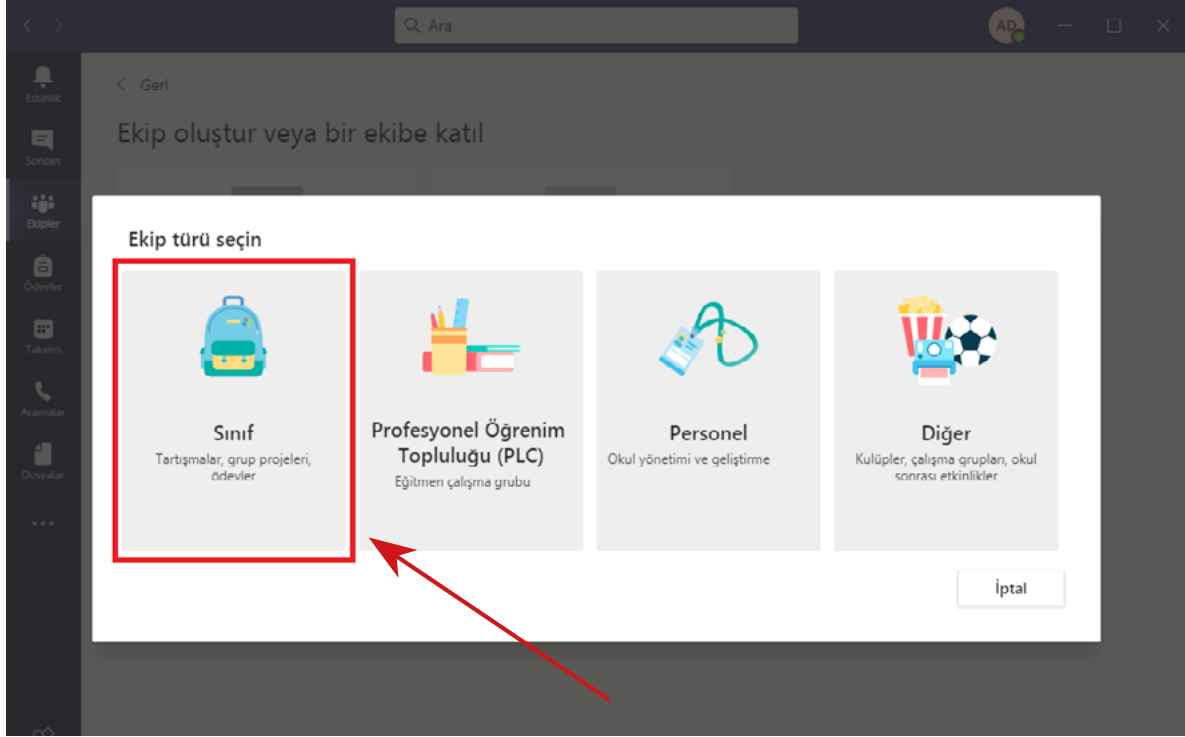 Ara
AD
Etkinlik
Sohbet
Ekipler
Ödevler
Takvim
Aramalar
Dosyalar
Geri
Ekip oluştur veya bir ekibe katıl
Ekip türü seçin
Sınıf
Tartışmalar, grup projeleri,
ödevler
Profesyonel Öğrenim
Topluluğu (PLC)
Eğitmen çalışma grubu
Personel
Okul yönetimi ve geliştirme
Diğer
Kulüpler, çalışma grupları, okul
sonrası etkinlikler
İptal